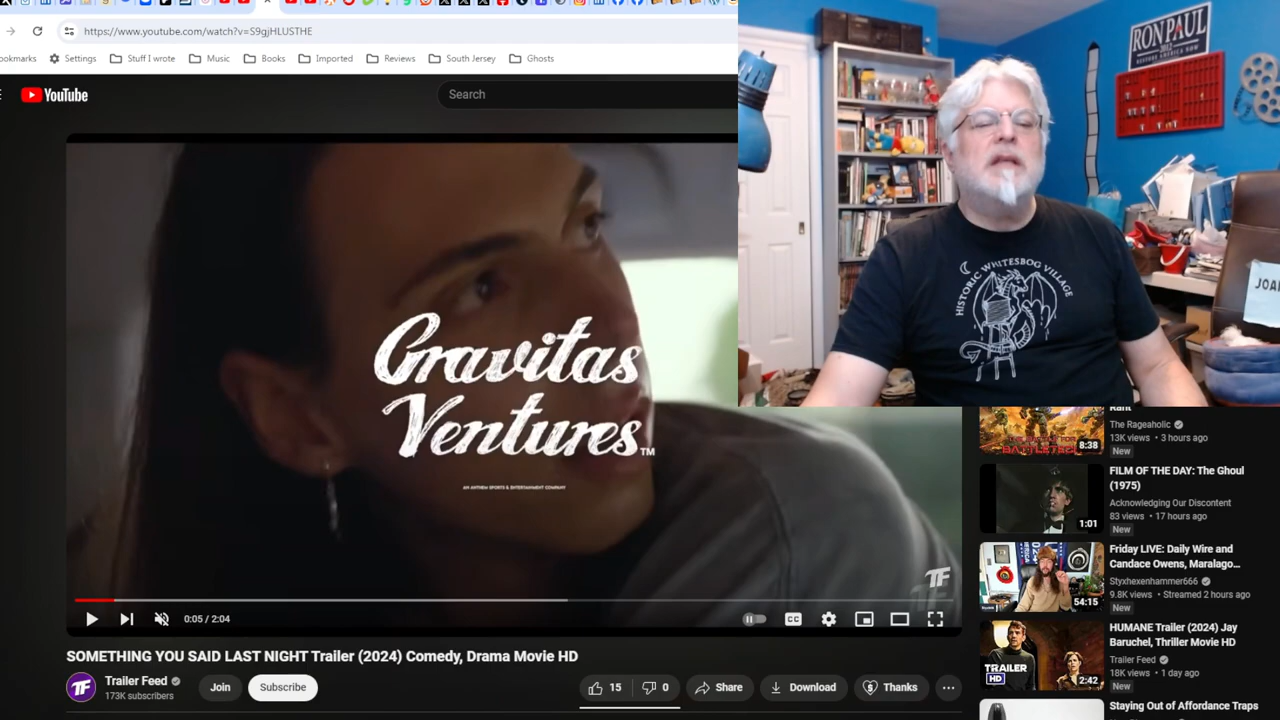 https://www.youtube.com/watch?v=S9gjHLUSTHE
ookmarks Settings Stuff I wrote Music Books Imported Reviews South Jersey Ghosts
YouTube
Search
RON PAUL
2012
HISTORIC WHITESBOG VILLAGE
JOA
Gravitas
Ventures TM
AN ANTHEM SPORTS & ENTERTAINMENT COMPANY
TF
0:05 / 2:04
CC
SOMETHING YOU SAID LAST NIGHT Trailer (2024) Comedy, Drama Movie HD
TF
Trailer Feed
173K subscribers
Join
Subscribe
15
0
Share
Download
Thanks
Rant
The Rageaholic
13K views • 3 hours ago
New
8:38
FILM OF THE DAY: The Ghoul
(1975)
Acknowledging Our Discontent
83 views • 17 hours ago
New
1:01
Friday LIVE: Daily Wire and
Candace Owens, Maralago...
Styxhexenhammer666
9.8K views • Streamed 2 hours ago
New
54:15
HUMANE Trailer (2024) Jay
Baruchel, Thriller Movie HD
Trailer Feed
18K views • 1 day ago
New
TRAILER
HD
2:42
Staying Out of Affordance Traps